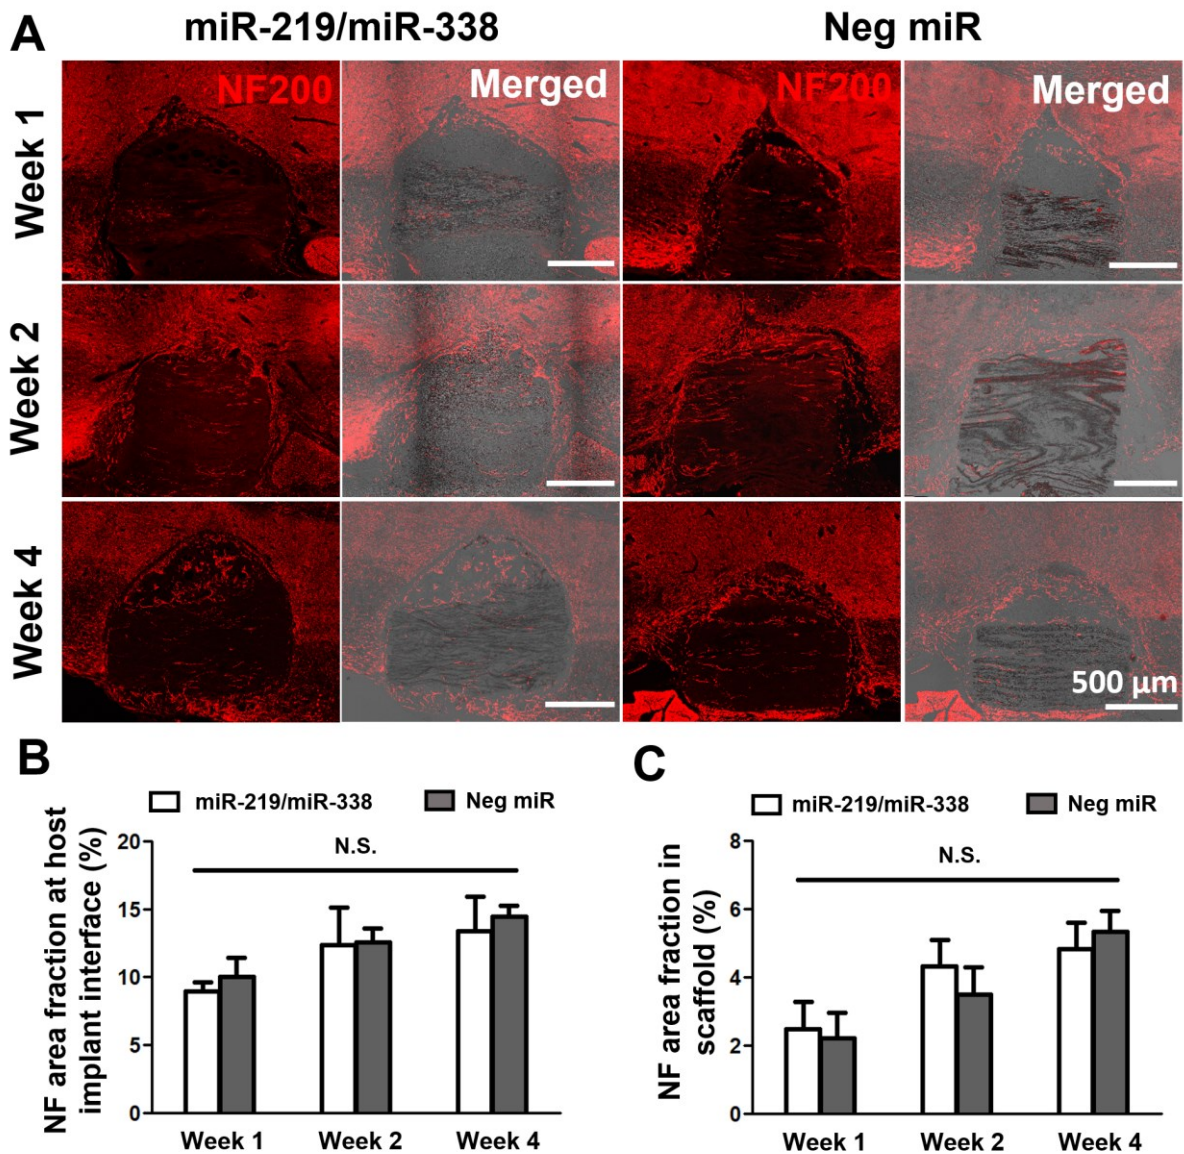 A
miR-219/miR-338
Neg miR
NF200
Merged
NF200
Merged
Week 1
Week 2
Week 4
500 µm
B
miR-219/miR-338
Neg miR
NF area fraction at host
implant interface (%)
20
15
10
5
0
N.S.
Week 1
Week 2
Week 4
C
miR-219/miR-338
Neg miR
NF area fraction in
scaffold (%)
8
6
4
2
0
N.S.
Week 1
Week 2
Week 4